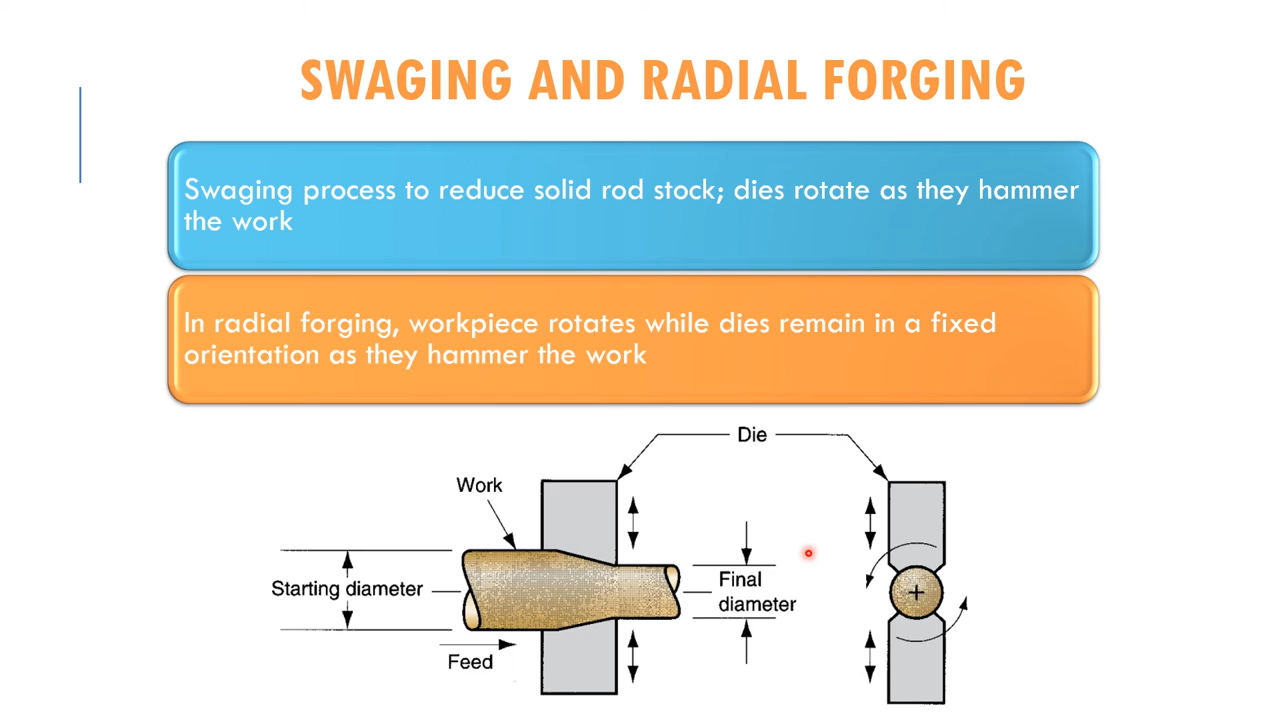 SWAGING AND RADIAL FORGING
Swaging process to reduce solid rod stock; dies rotate as they hammer
the work
In radial forging, workpiece rotates while dies remain in a fixed
orientation as they hammer the work
Die
Work
Starting diameter
Final
diameter
Feed